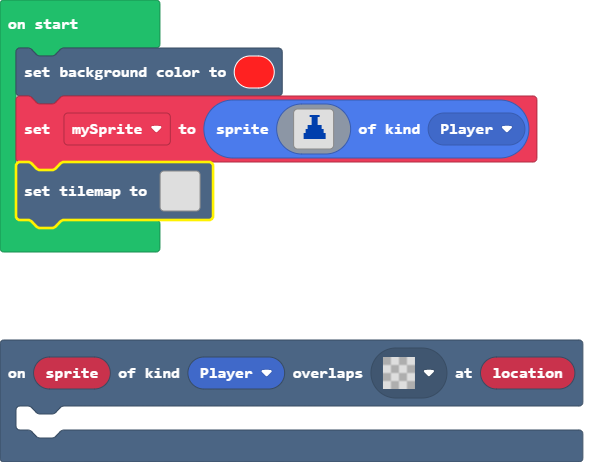 on start
set background color to
set mySprite to sprite of kind Player
set tilemap to
on sprite of kind Player overlaps at location